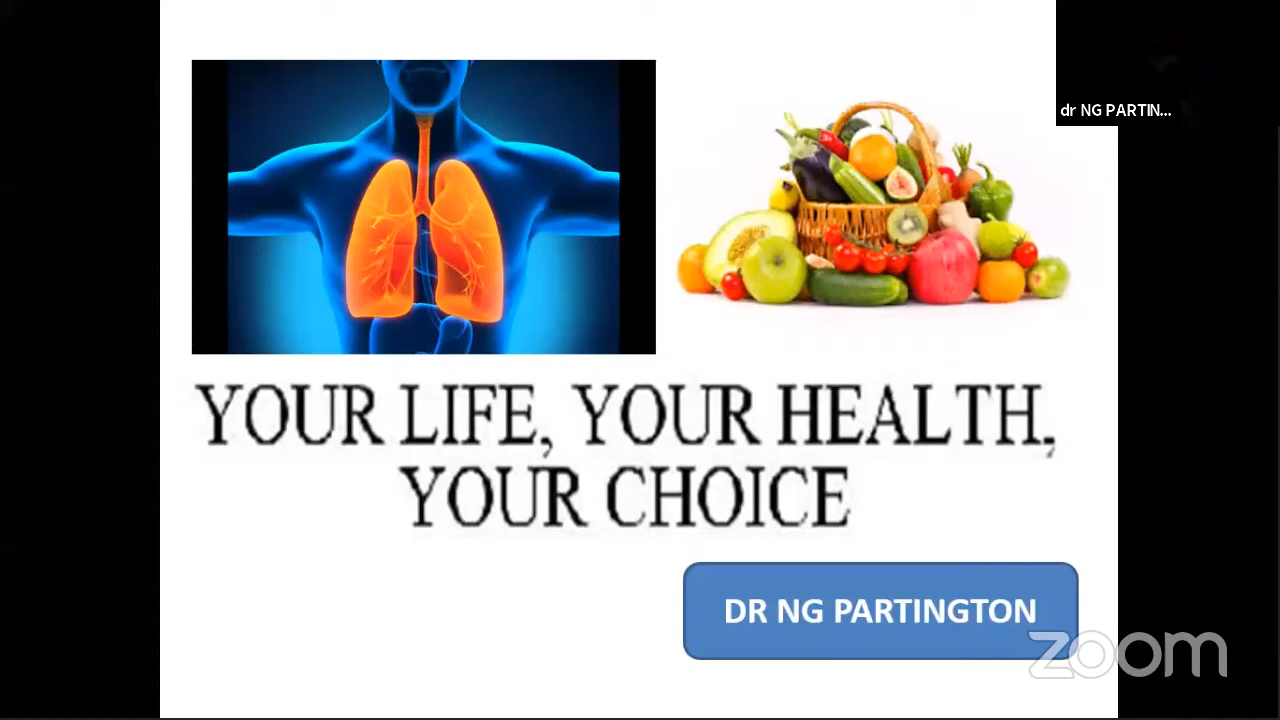 dr NG PARTIN...
YOUR LIFE, YOUR HEALTH,
YOUR CHOICE
DR NG PARTINGTON
zoom